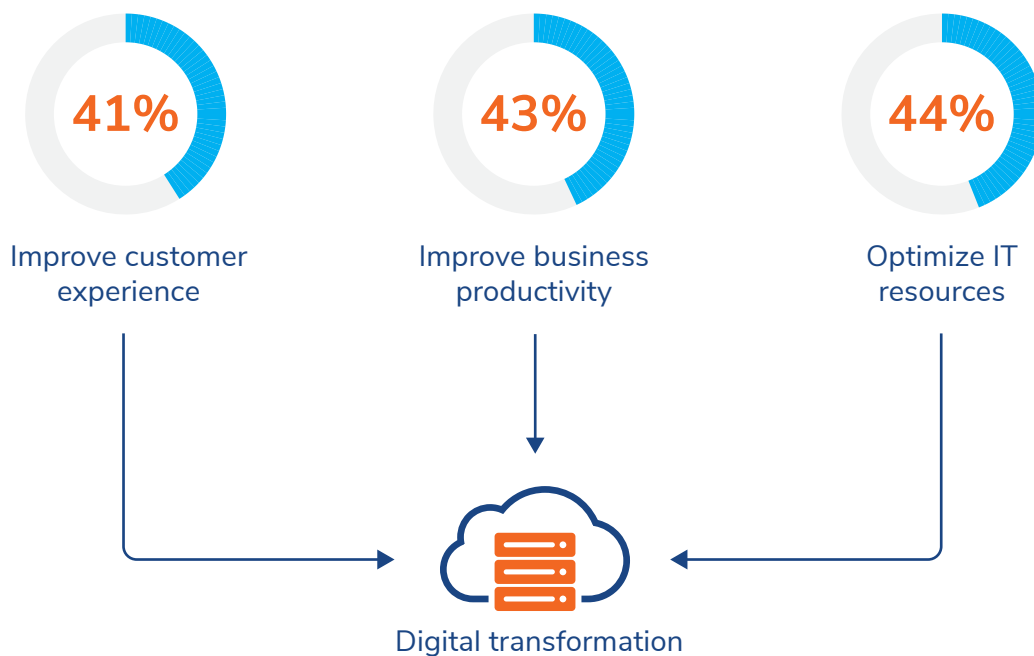 41%
43%
44%
Improve customer
experience
Improve business
productivity
Optimize IT
resources
Digital transformation